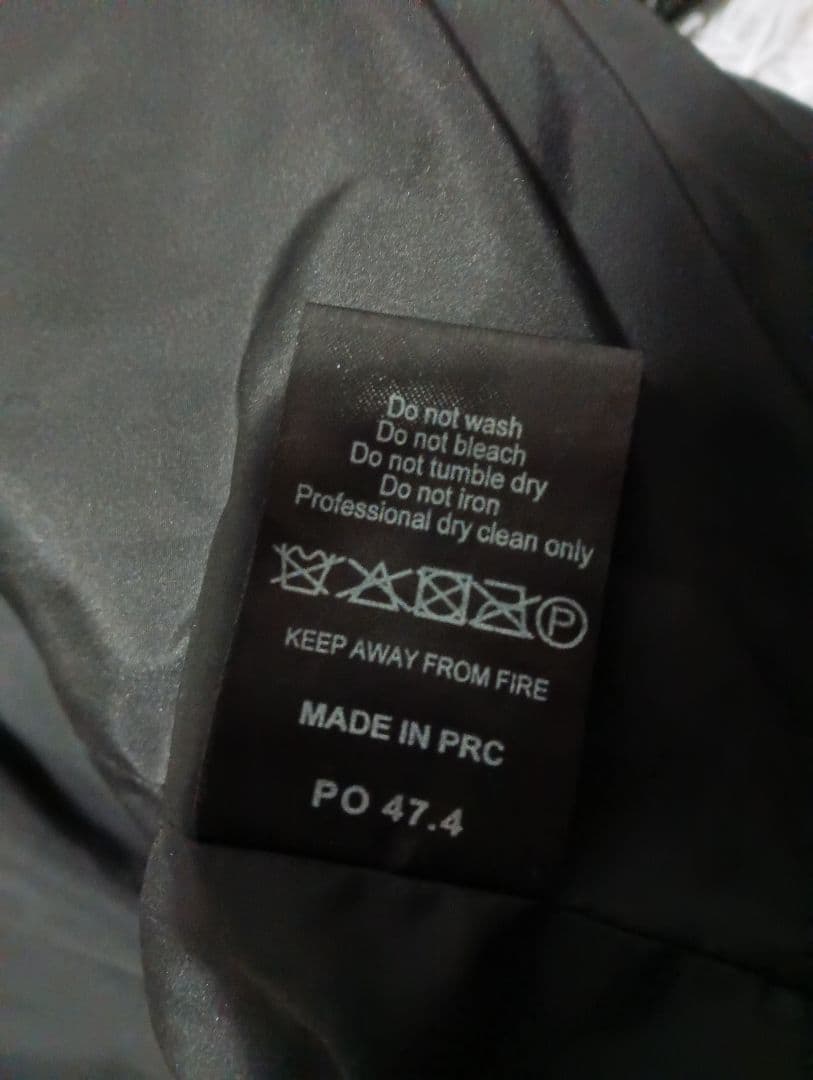 Do not wash
Do not bleach
Do not tumble dry
Do not iron
Professional dry clean only
P
KEEP AWAY FROM FIRE
MADE IN PRC
PO 47.4